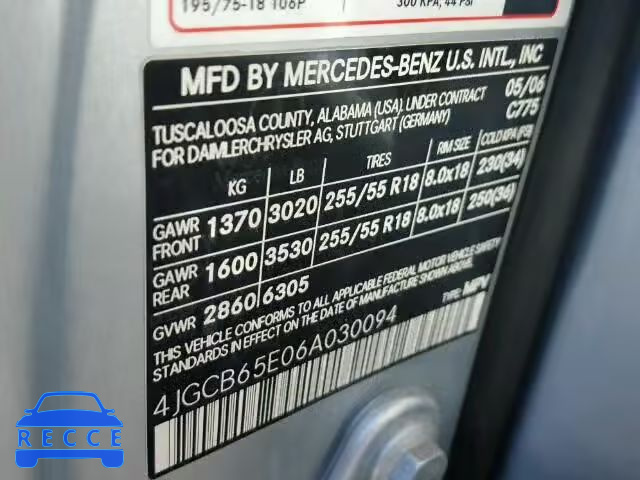 195/75-18 106P
300 KPA, 44 PSI
MFD BY MERCEDES-BENZ U.S. INTL., INC
TUSCALOOSA COUNTY, ALABAMA (USA). UNDER CONTRACT 05/06
FOR DAIMLERCHRYSLER AG, STUTTGART (GERMANY) C775
KG LB TIRES RIM SIZE COLD KPA (PSI)
GAWR FRONT 1370 3020 255/55 R18 8.0x18 230(34)
GAWR REAR 1600 3530 255/55 R18 8.0x18 250(36)
GVWR 2860 6305
THIS VEHICLE CONFORMS TO ALL APPLICABLE FEDERAL MOTOR VEHICLE SAFETY
STANDARDS IN EFFECT ON THE DATE OF MANUFACTURE SHOWN ABOVE.
TYPE: MPV
4JGCB65E06A030094
RECCE